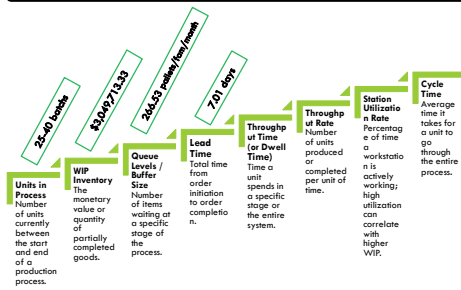 25-40 batchs
$3,049,713.33
266.53 pallets/fam/month
7.01 days
Units in
Process
Number
of units
currently
between
the start
and end
of a
production
process.
WIP
Inventory
The
monetary
value or
quantity
of
partially
completed
goods.
Queue
Levels /
Buffer
Size
Number
of items
waiting at
a specific
stage of
the
process.
Lead
Time
Total time
from
order
initiation
to order
completio
n.
Throughp
ut Time
(or Dwell
Time)
Time a
unit
spends in
a specific
stage or
the entire
system.
Throughp
ut Rate
Number
of units
produced
or
completed
per unit of
time.
Station
Utilizatio
n Rate
Percentag
e of time
a
workstatio
n is
actively
working;
high
utilization
can
correlate
with
higher
WIP.
Cycle
Time
Average
time it
takes for
a unit to
go
through
the entire
process.